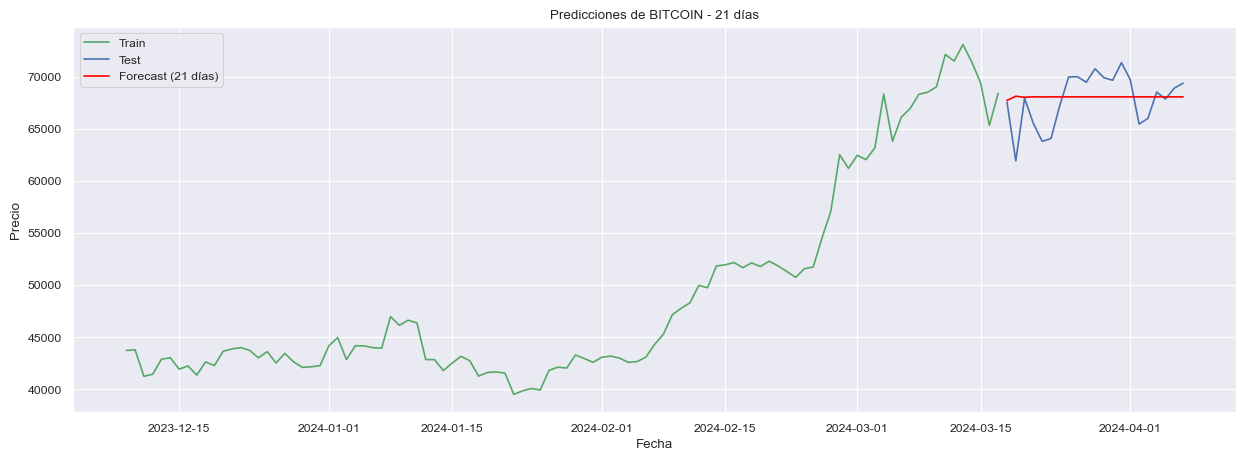 Predicciones de BITCOIN - 21 días
Train
Test
Forecast (21 días)
Precio
70000
65000
60000
55000
50000
45000
40000
2023-12-15
2024-01-01
2024-01-15
2024-02-01
2024-02-15
2024-03-01
2024-03-15
2024-04-01
Fecha